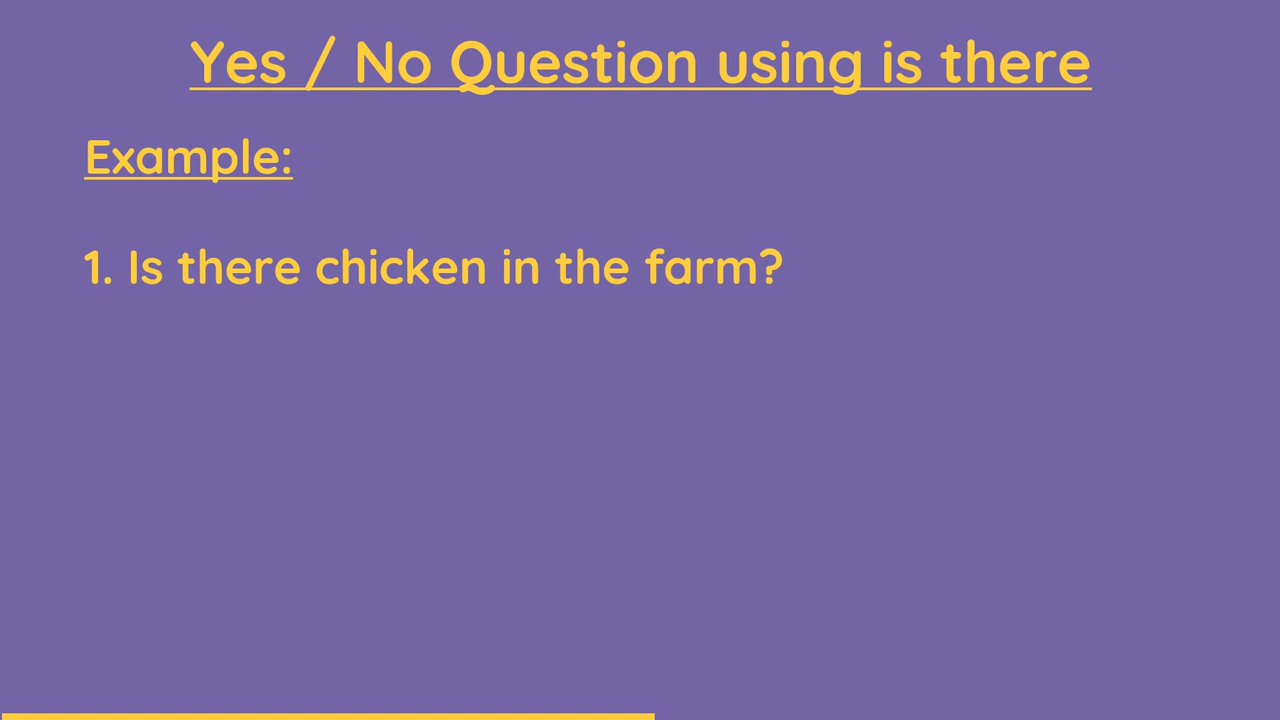 Yes / No Question using is there
Example:
1. Is there chicken in the farm?